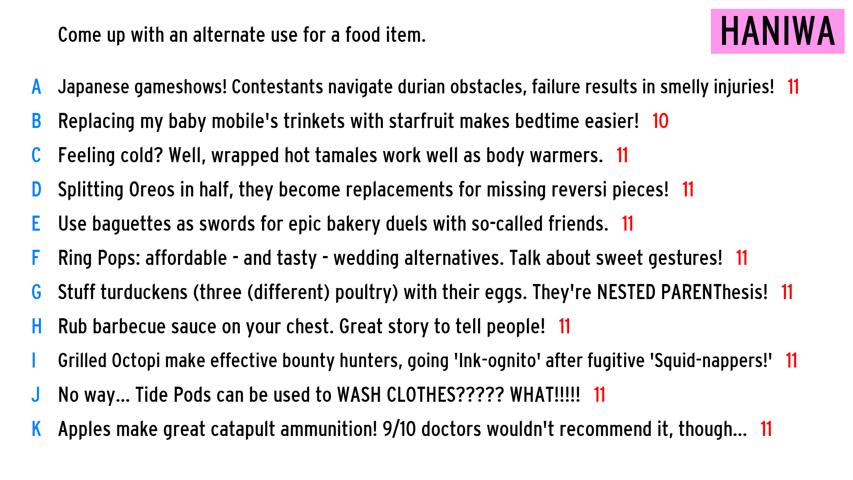 Come up with an alternate use for a food item.
HANIWA
A Japanese gameshows! Contestants navigate durian obstacles, failure results in smelly injuries! 11
B Replacing my baby mobile's trinkets with starfruit makes bedtime easier! 10
C Feeling cold? Well, wrapped hot tamales work well as body warmers. 11
D Splitting Oreos in half, they become replacements for missing reversi pieces! 11
E Use baguettes as swords for epic bakery duels with so-called friends. 11
F Ring Pops: affordable - and tasty - wedding alternatives. Talk about sweet gestures! 11
G Stuff turduckens (three (different) poultry) with their eggs. They're NESTED PARENThesis! 11
H Rub barbecue sauce on your chest. Great story to tell people! 11
I Grilled Octopi make effective bounty hunters, going 'Ink-ognito' after fugitive 'Squid-nappers!' 11
J No way... Tide Pods can be used to WASH CLOTHES????? WHAT!!!!! 11
K Apples make great catapult ammunition! 9/10 doctors wouldn't recommend it, though... 11